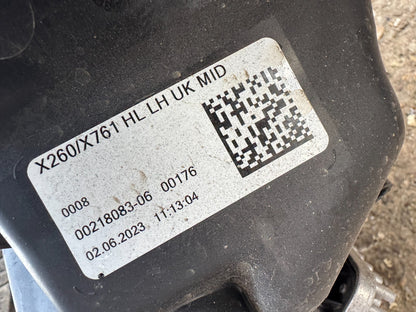 X260/X761 HL LH UK MID
0008
00218083-06 00176
02.06.2023 11:13:04